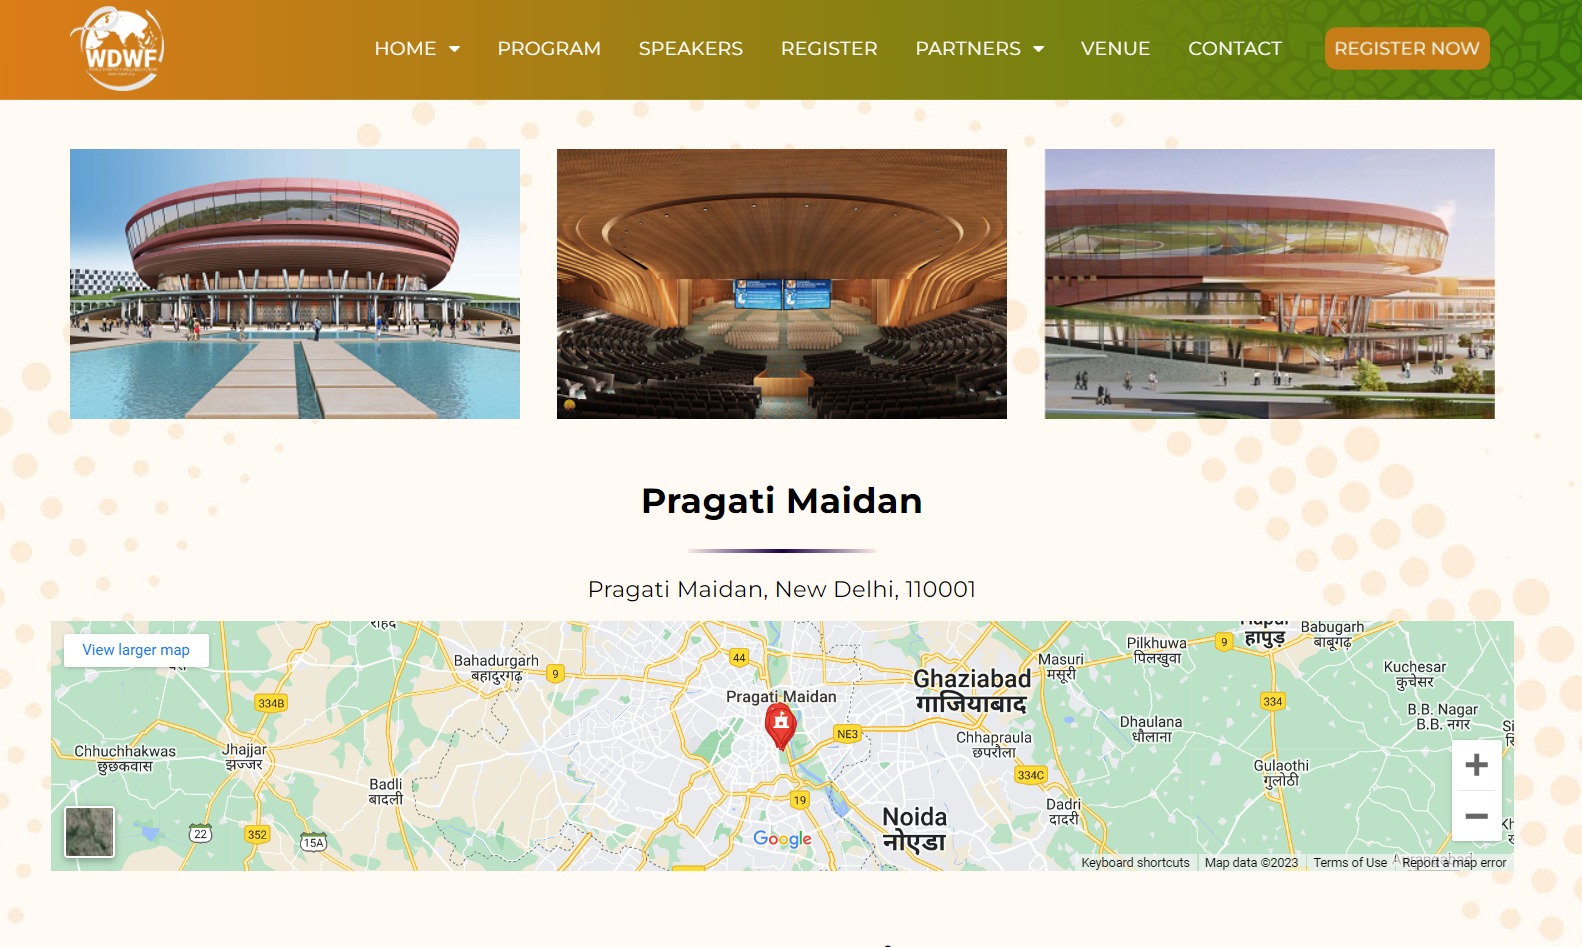 WDWF
HOME
PROGRAM
SPEAKERS
REGISTER
PARTNERS
VENUE
CONTACT
REGISTER NOW
Pragati Maidan
Pragati Maidan, New Delhi, 110001
View larger map
Bahadurgarh
बहादुरगढ़
9
44
334B
Pragati Maidan
NE3
Ghaziabad
गाज़ियाबाद
Masuri
मसूरी
Pilkhuwa
पिलखुवा
9
हापुड़
Babugarh
बाबूगढ़
Kuchesar
कुचेसर
334
B.B. Nagar
B.B. नगर
Dhaulana
धौलाना
Chhapraula
छपरौला
334C
Gulaothi
गुलोठी
Chhuchhakwas
छुछकवास
Jhajjar
झज्जर
Badli
बादली
22
352
15A
19
Google
Noida
नोएडा
Dadri
दादरी
Keyboard shortcuts
Map data ©2023
Terms of Use
Report a map error